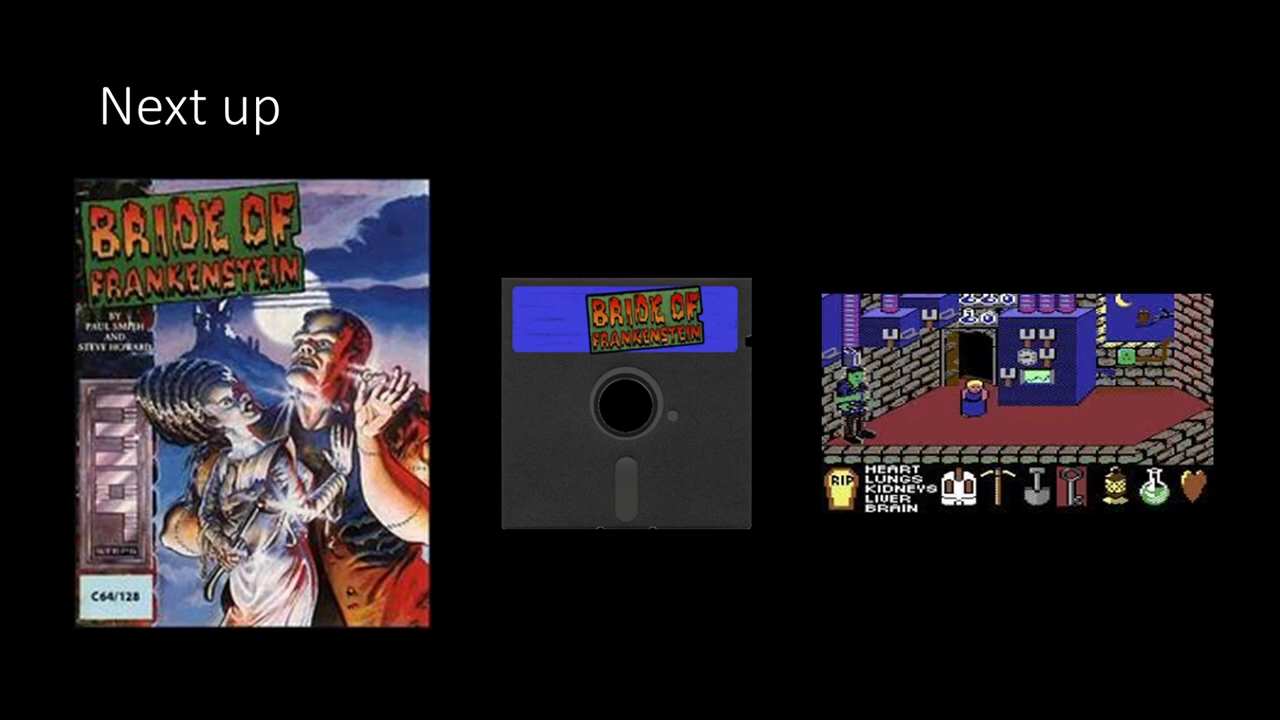 Next up
BRIDE OF
FRANKENSTEIN
BY
PAUL SMITH
AND
STEVE HOWARD
STEPS
C64/128
BRIDE OF
FRANKENSTEIN
RIP
HEART
LUNGS
KIDNEYS
LIVER
BRAIN